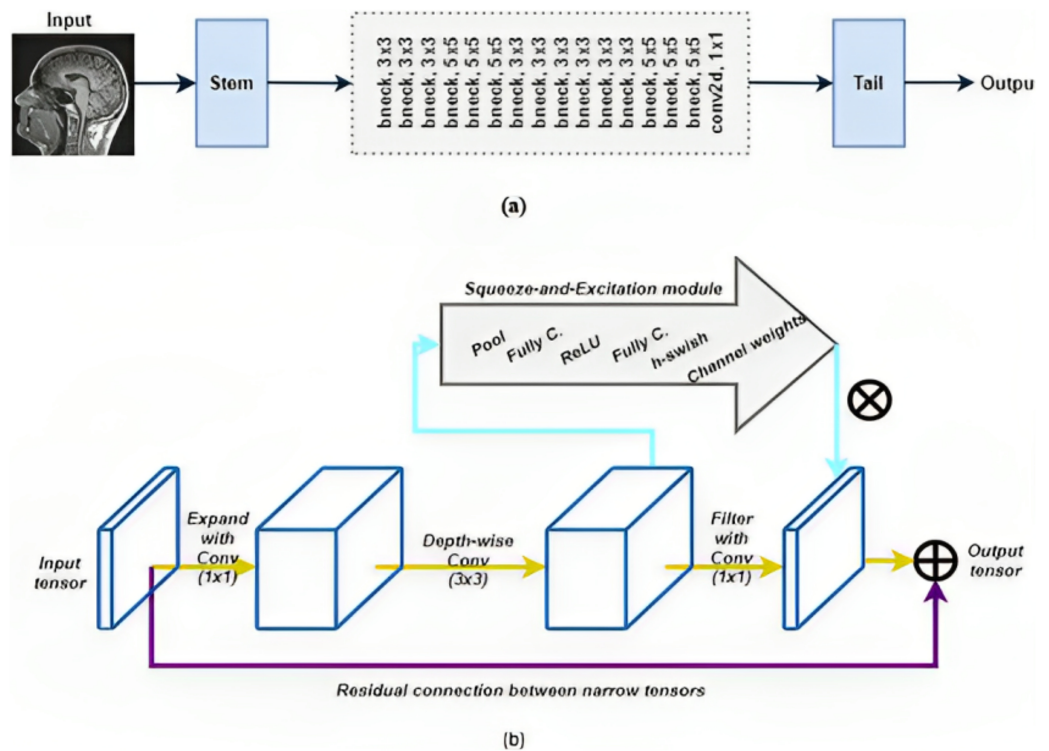 Input
Stem
bneck, 3x3
bneck, 3x3
bneck, 3x3
bneck, 5x5
bneck, 5x5
bneck, 5x5
bneck, 3x3
bneck, 3x3
bneck, 3x3
bneck, 3x3
bneck, 3x3
bneck, 3x3
bneck, 5x5
bneck, 5x5
bneck, 5x5
conv2d, 1x1
Tail
Outpu
(a)
Squeeze-and-Excitation module
Pool
Fully C.
ReLU
Fully C.
h-swish
Channel weights
Input
tensor
Expand
with
Conv
(1x1)
Depth-wise
Conv
(3x3)
Filter
with
Conv
(1x1)
Output
tensor
Residual connection between narrow tensors
(b)